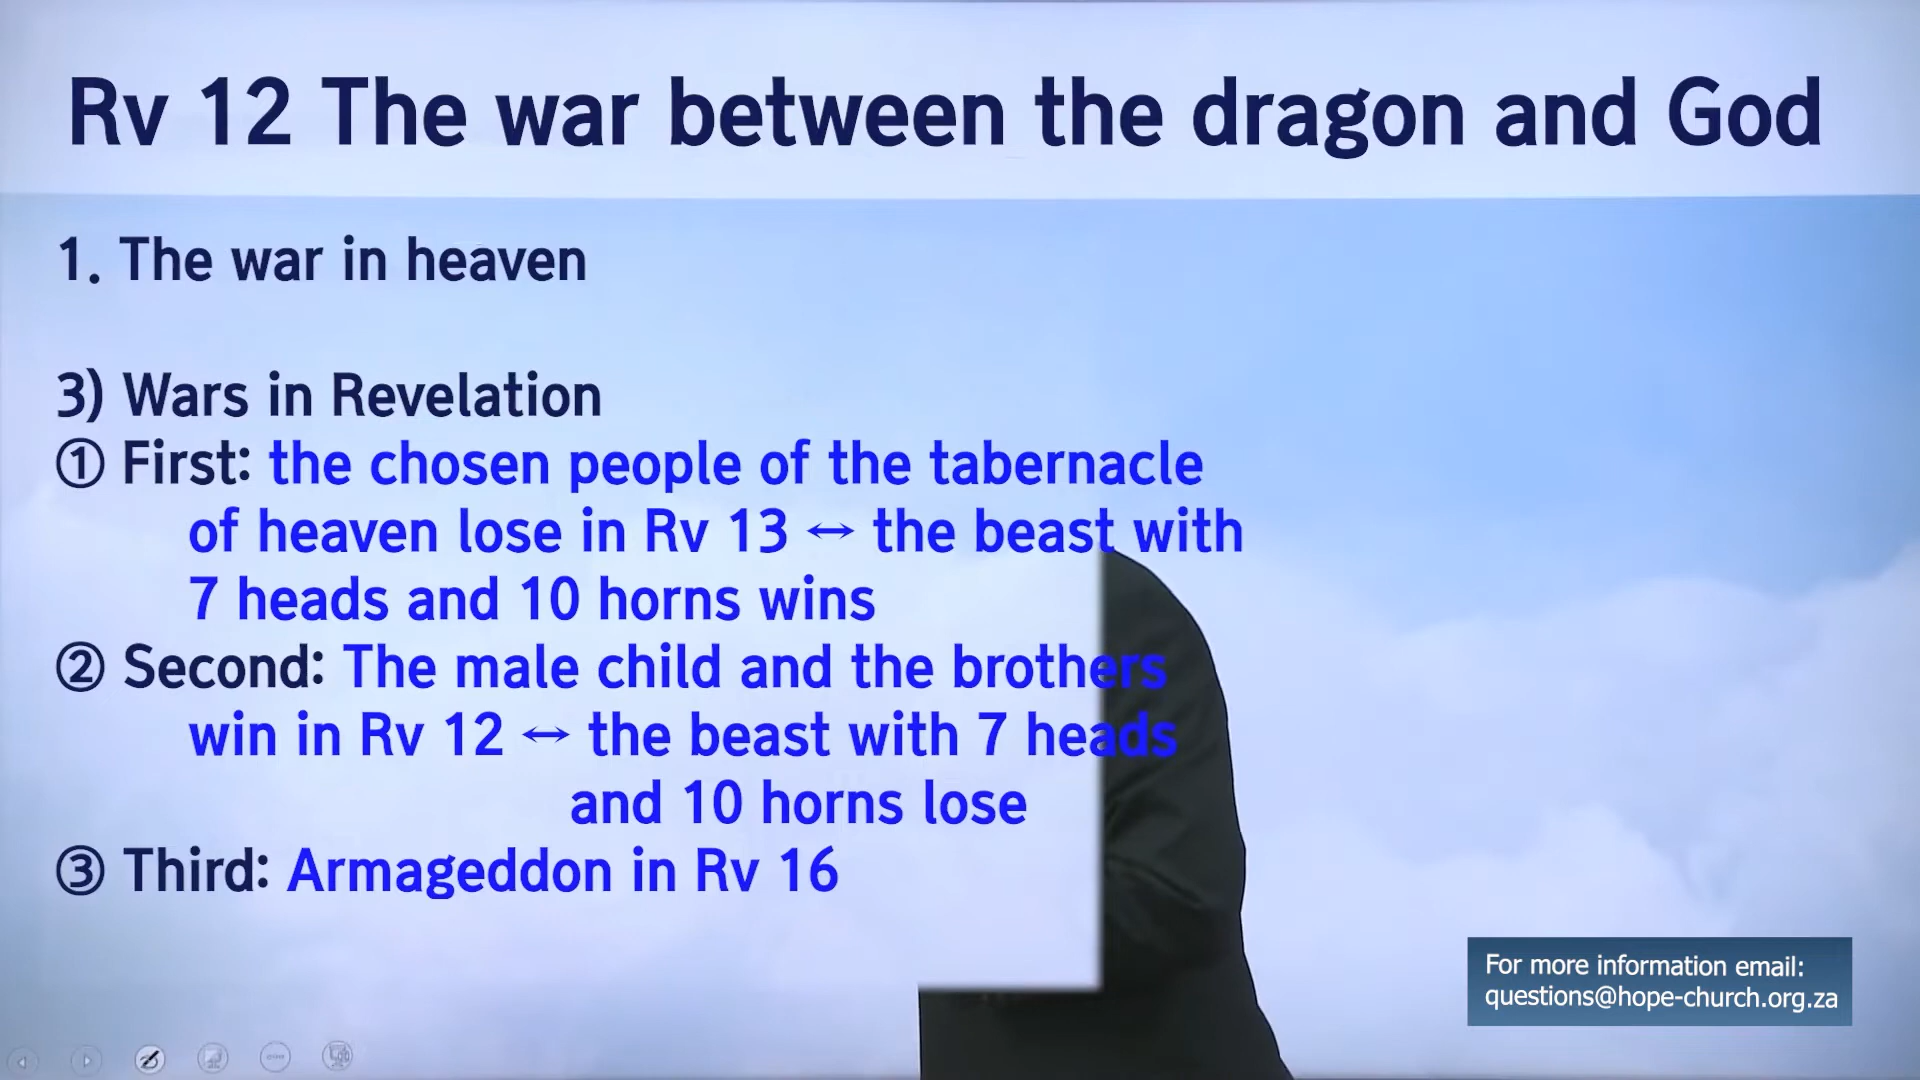 Rv 12 The war between the dragon and God
1. The war in heaven
3) Wars in Revelation
① First: the chosen people of the tabernacle
of heaven lose in Rv 13 ↔ the beast with
7 heads and 10 horns wins
② Second: The male child and the brothers
win in Rv 12 ↔ the beast with 7 heads
and 10 horns lose
③ Third: Armageddon in Rv 16
For more information email:
questions@hope-church.org.za